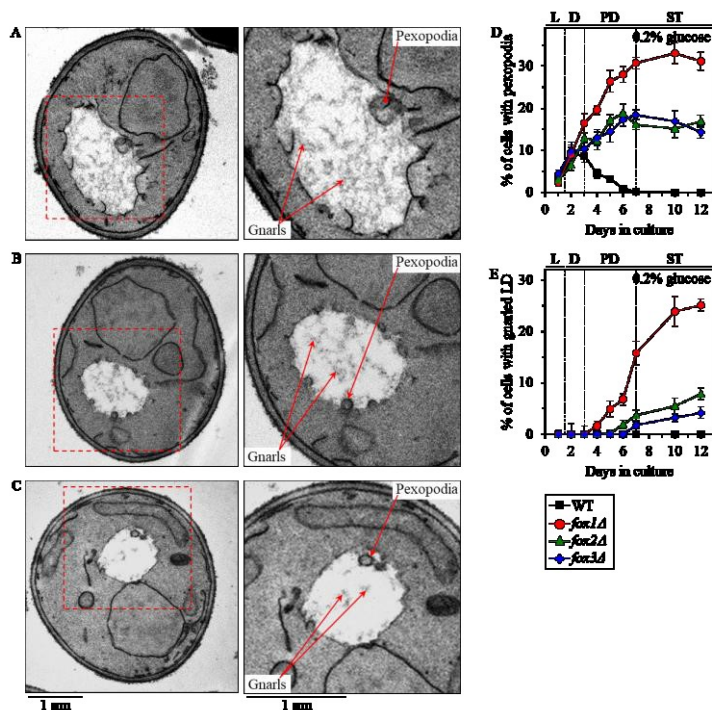 A
Pexopodia
Gnarls
B
Pexopodia
Gnarls
C
Pexopodia
Gnarls
1 µm
1 µm
L D PD ST
D
0.2% glucose
% of cells with pexopodia
30
20
10
0
0 2 4 6 8 10 12
Days in culture
L D PD ST
E
0.2% glucose
% of cells with gnarled LD
30
20
10
0
0 2 4 6 8 10 12
Days in culture
WT
fox1Δ
fox2Δ
fox3Δ